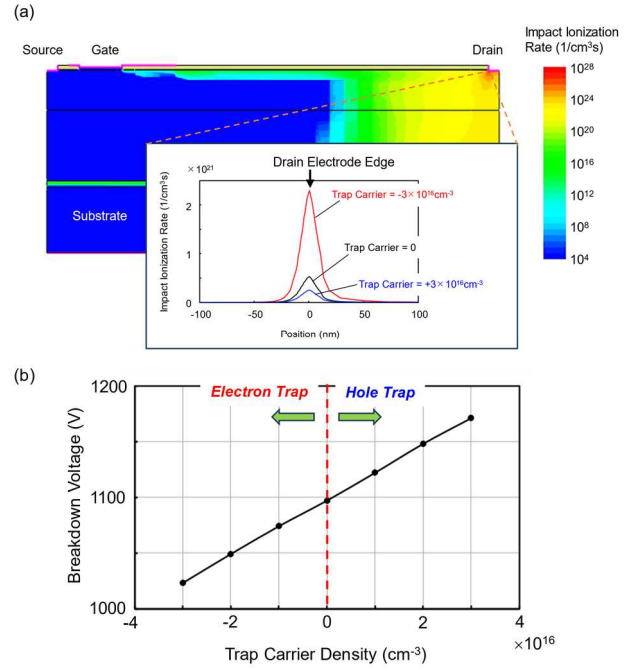 (a)
Source
Gate
Drain
Impact Ionization
Rate (1/cm³s)
10²⁸
10²⁴
10²⁰
10¹⁶
10¹²
10⁸
10⁴
Substrate
Drain Electrode Edge
× 10²¹
Impact Ionization Rate (1/cm³s)
2
1
0
Trap Carrier = -3×10¹⁶cm⁻³
Trap Carrier = 0
Trap Carrier = +3×10¹⁶cm⁻³
-100
-50
0
50
100
Position (nm)
(b)
Breakdown Voltage (V)
1200
1100
1000
Electron Trap
Hole Trap
-4
-2
0
2
4
×10¹⁶
Trap Carrier Density (cm⁻³)